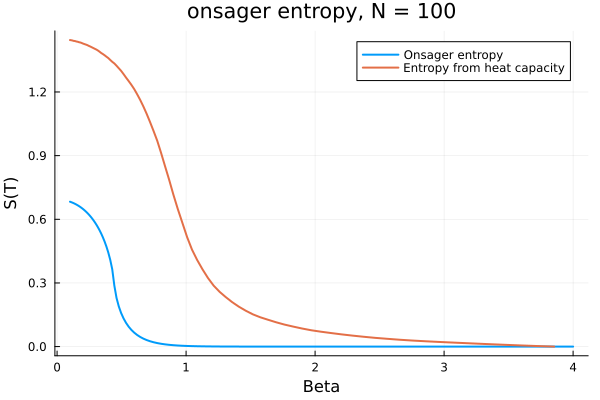 onsager entropy, N = 100
Onsager entropy
Entropy from heat capacity
S(T)
1.2
0.9
0.6
0.3
0.0
0 1 2 3 4
Beta